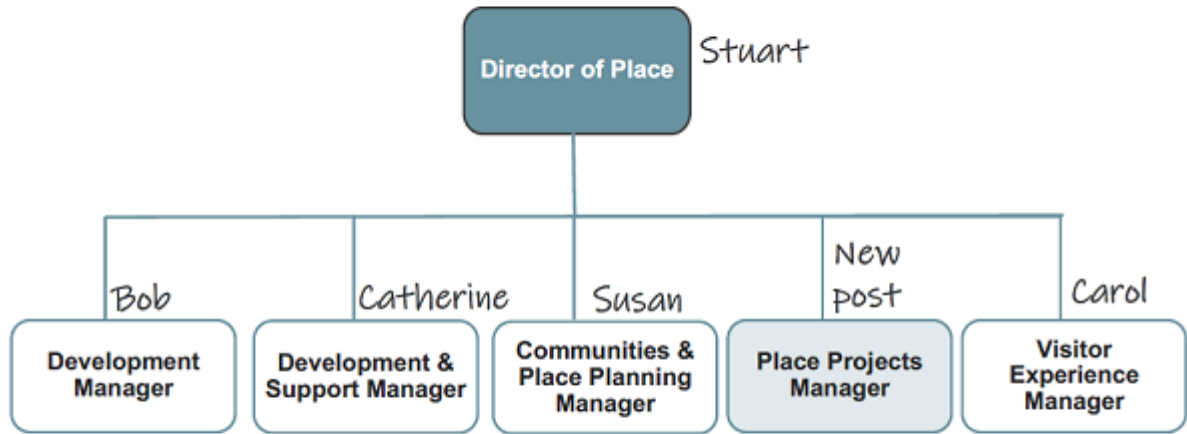 Director of Place
Stuart
Bob
Catherine
Susan
New
post
Carol
Development
Manager
Development &
Support Manager
Communities &
Place Planning
Manager
Place Projects
Manager
Visitor
Experience
Manager